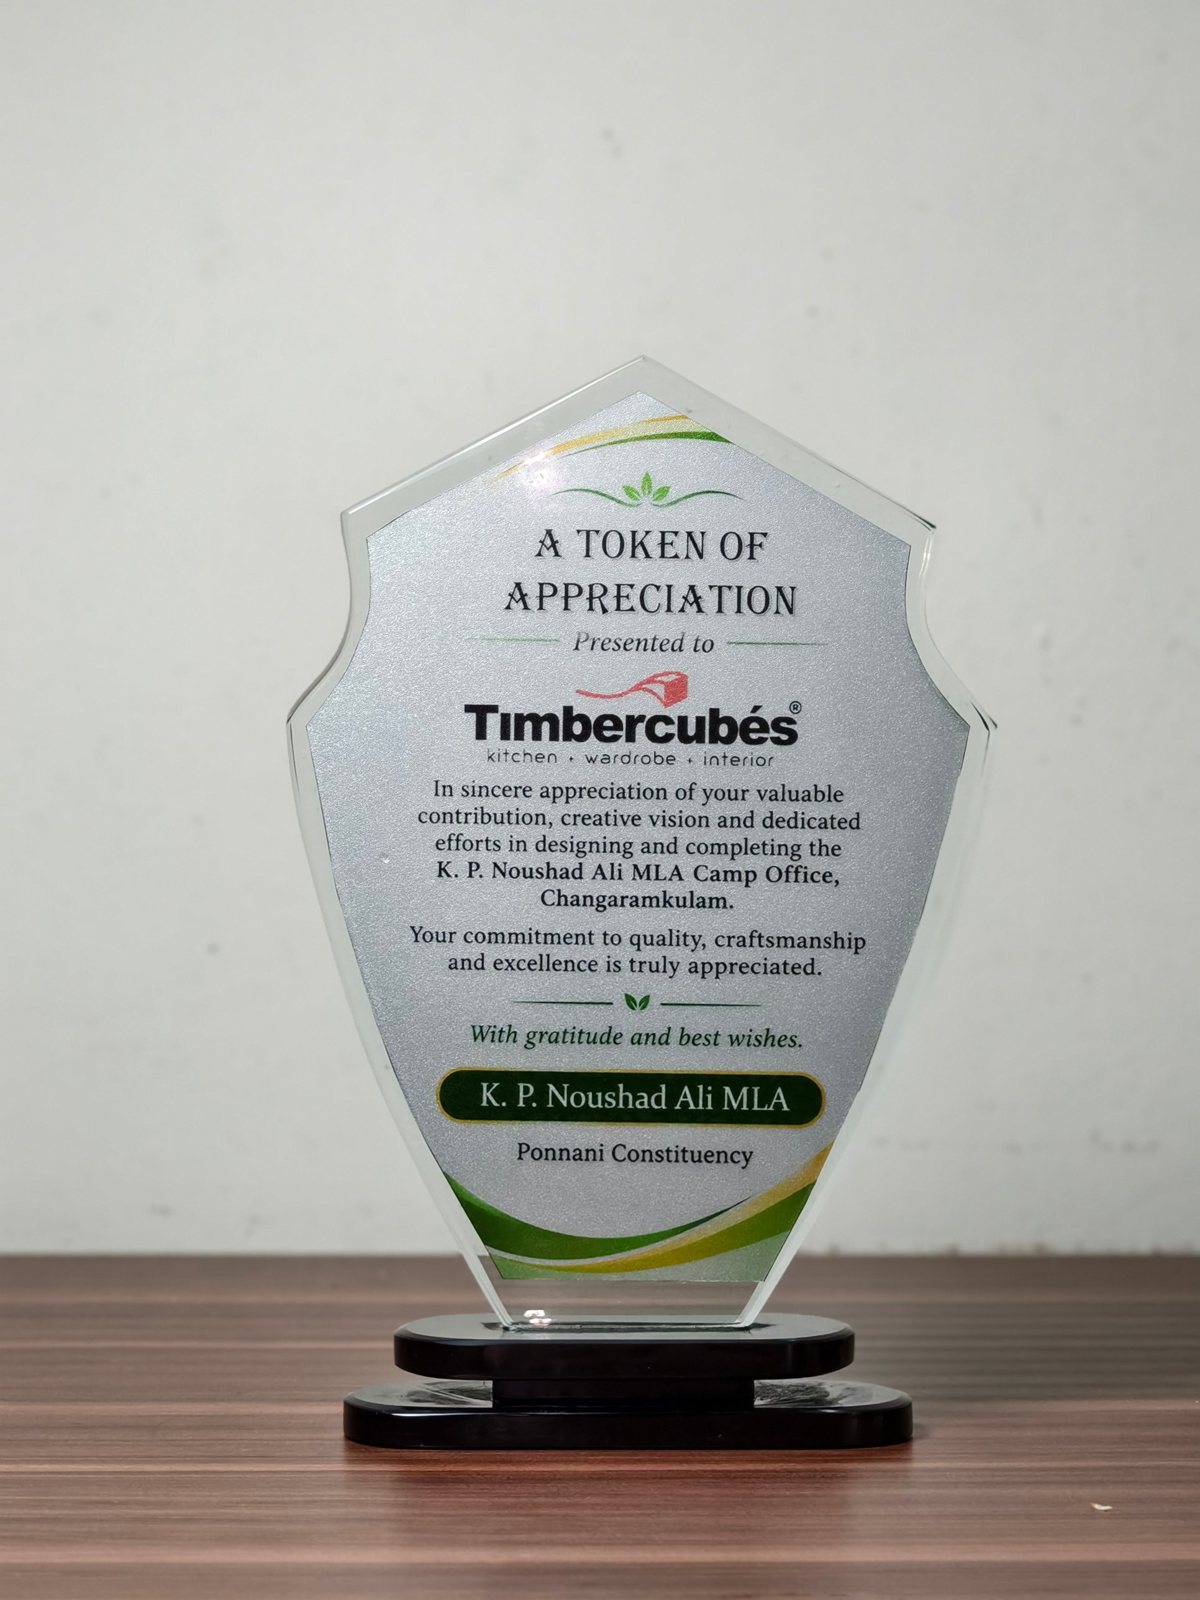 A TOKEN OF
APPRECIATION
Presented to
Tımbercubés®
kitchen + wardrobe + interior
In sincere appreciation of your valuable
contribution, creative vision and dedicated
efforts in designing and completing the
K. P. Noushad Ali MLA Camp Office,
Changaramkulam.
Your commitment to quality, craftsmanship
and excellence is truly appreciated.
With gratitude and best wishes.
K. P. Noushad Ali MLA
Ponnani Constituency